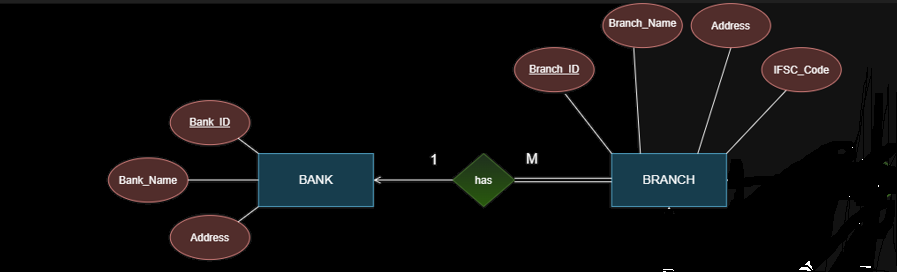 Branch_Name
Address
Branch_ID
IFSC_Code
Bank_ID
1
M
Bank_Name
BANK
has
BRANCH
Address